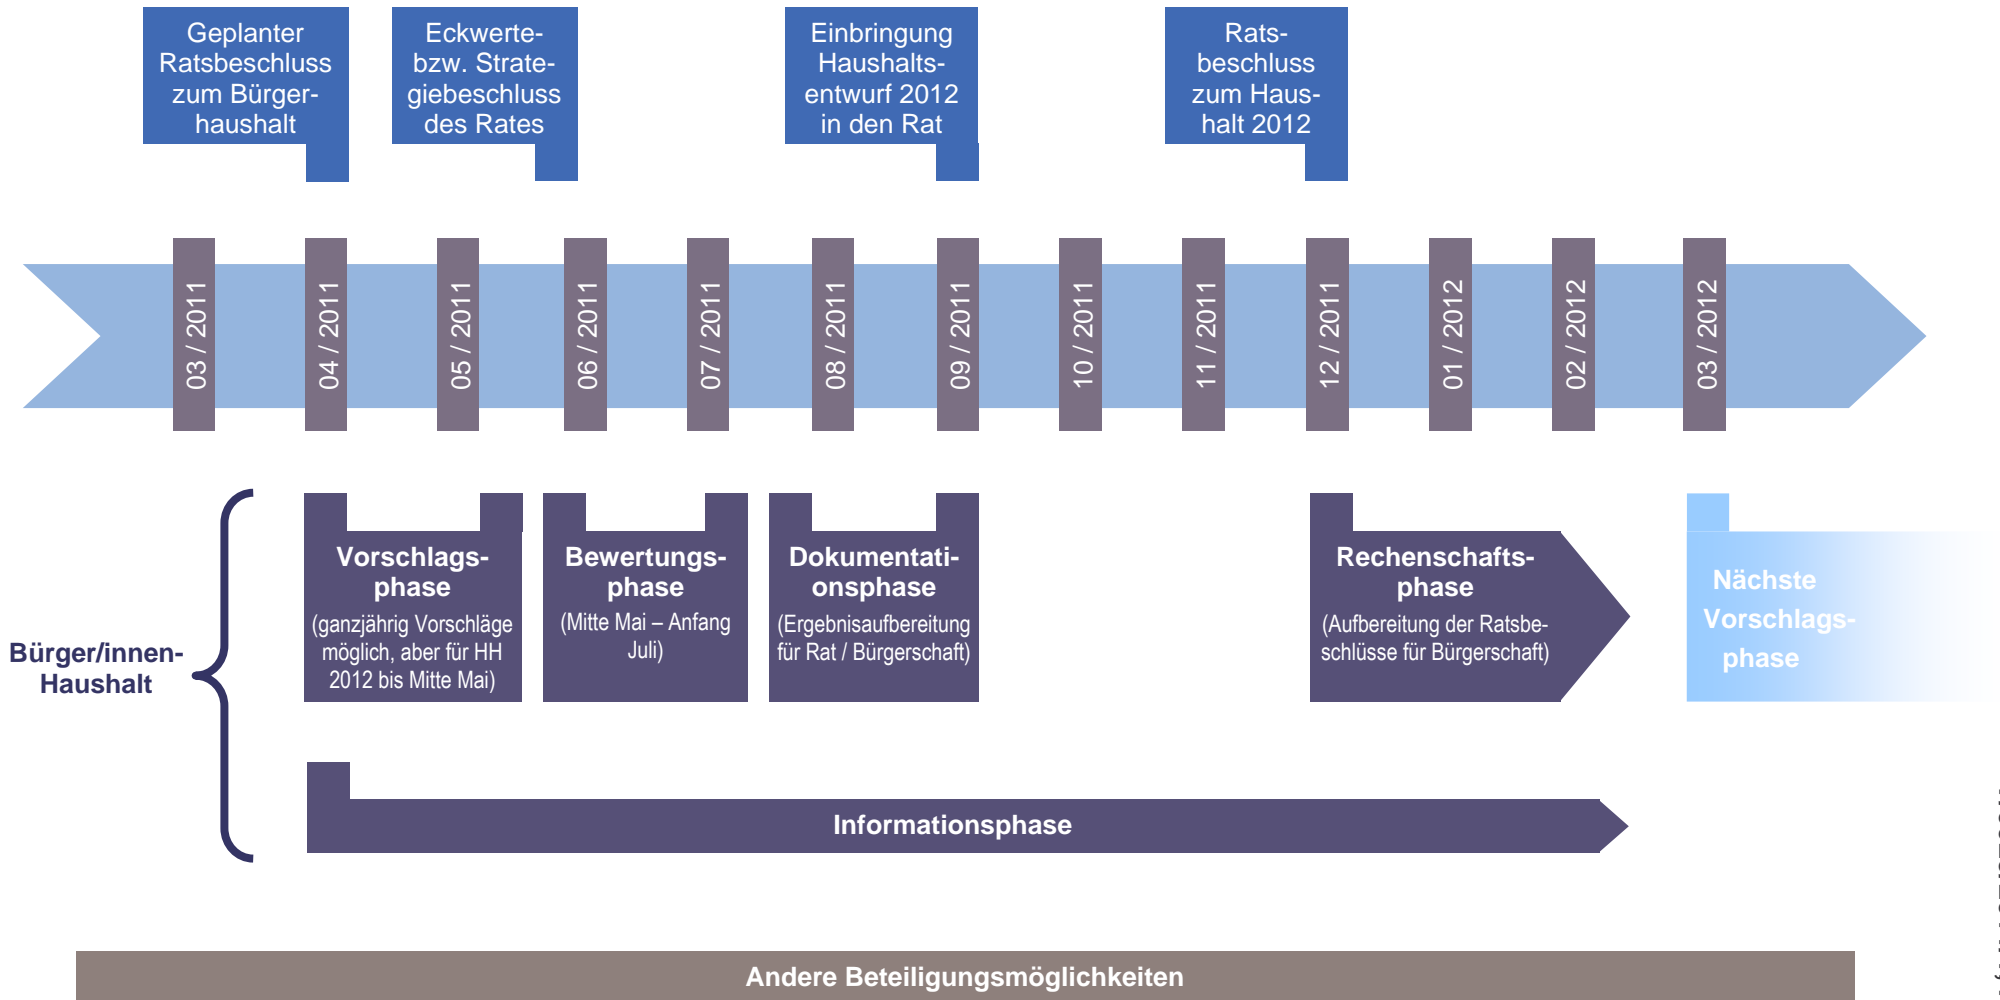 Geplanter
Ratsbeschluss
zum Bürger-
haushalt
Eckwerte-
bzw. Strate-
giebeschluss
des Rates
Einbringung
Haushalts-
entwurf 2012
in den Rat
Rats-
beschluss
zum Haus-
halt 2012
03 / 2011
04 / 2011
05 / 2011
06 / 2011
07 / 2011
08 / 2011
09 / 2011
10 / 2011
11 / 2011
12 / 2011
01 / 2012
02 / 2012
03 / 2012
Bürger/innen-
Haushalt
Vorschlags-
phase
(ganzjährig Vorschläge
möglich, aber für HH
2012 bis Mitte Mai)
Bewertungs-
phase
(Mitte Mai – Anfang
Juli)
Dokumentati-
onsphase
(Ergebnisaufbereitung
für Rat / Bürgerschaft)
Rechenschafts-
phase
(Aufbereitung der Ratsbe-
schlüsse für Bürgerschaft)
Nächste
Vorschlags-
phase
Informationsphase
Andere Beteiligungsmöglichkeiten